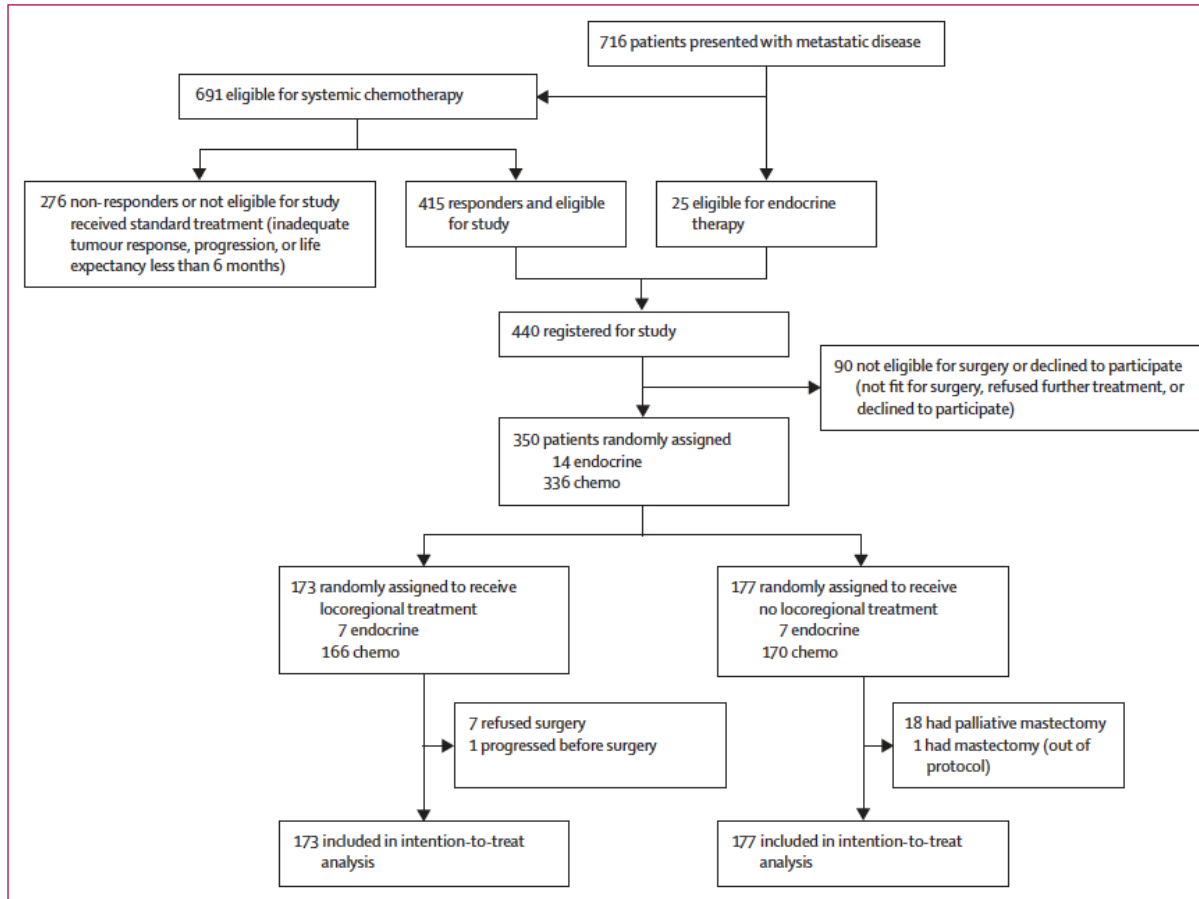 716 patients presented with metastatic disease
691 eligible for systemic chemotherapy
276 non-responders or not eligible for study
received standard treatment (inadequate
tumour response, progression, or life
expectancy less than 6 months)
415 responders and eligible
for study
25 eligible for endocrine
therapy
440 registered for study
90 not eligible for surgery or declined to participate
(not fit for surgery, refused further treatment, or
declined to participate)
350 patients randomly assigned
14 endocrine
336 chemo
173 randomly assigned to receive
locoregional treatment
7 endocrine
166 chemo
177 randomly assigned to receive
no locoregional treatment
7 endocrine
170 chemo
7 refused surgery
1 progressed before surgery
18 had palliative mastectomy
1 had mastectomy (out of
protocol)
173 included in intention-to-treat
analysis
177 included in intention-to-treat
analysis